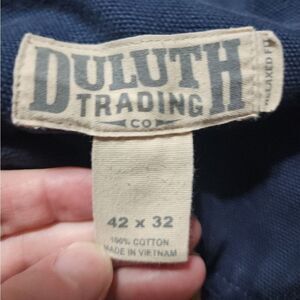 DULUTH
TRADING
CO
RELAXED FIT
42 x 32
100% COTTON
MADE IN VIETNAM